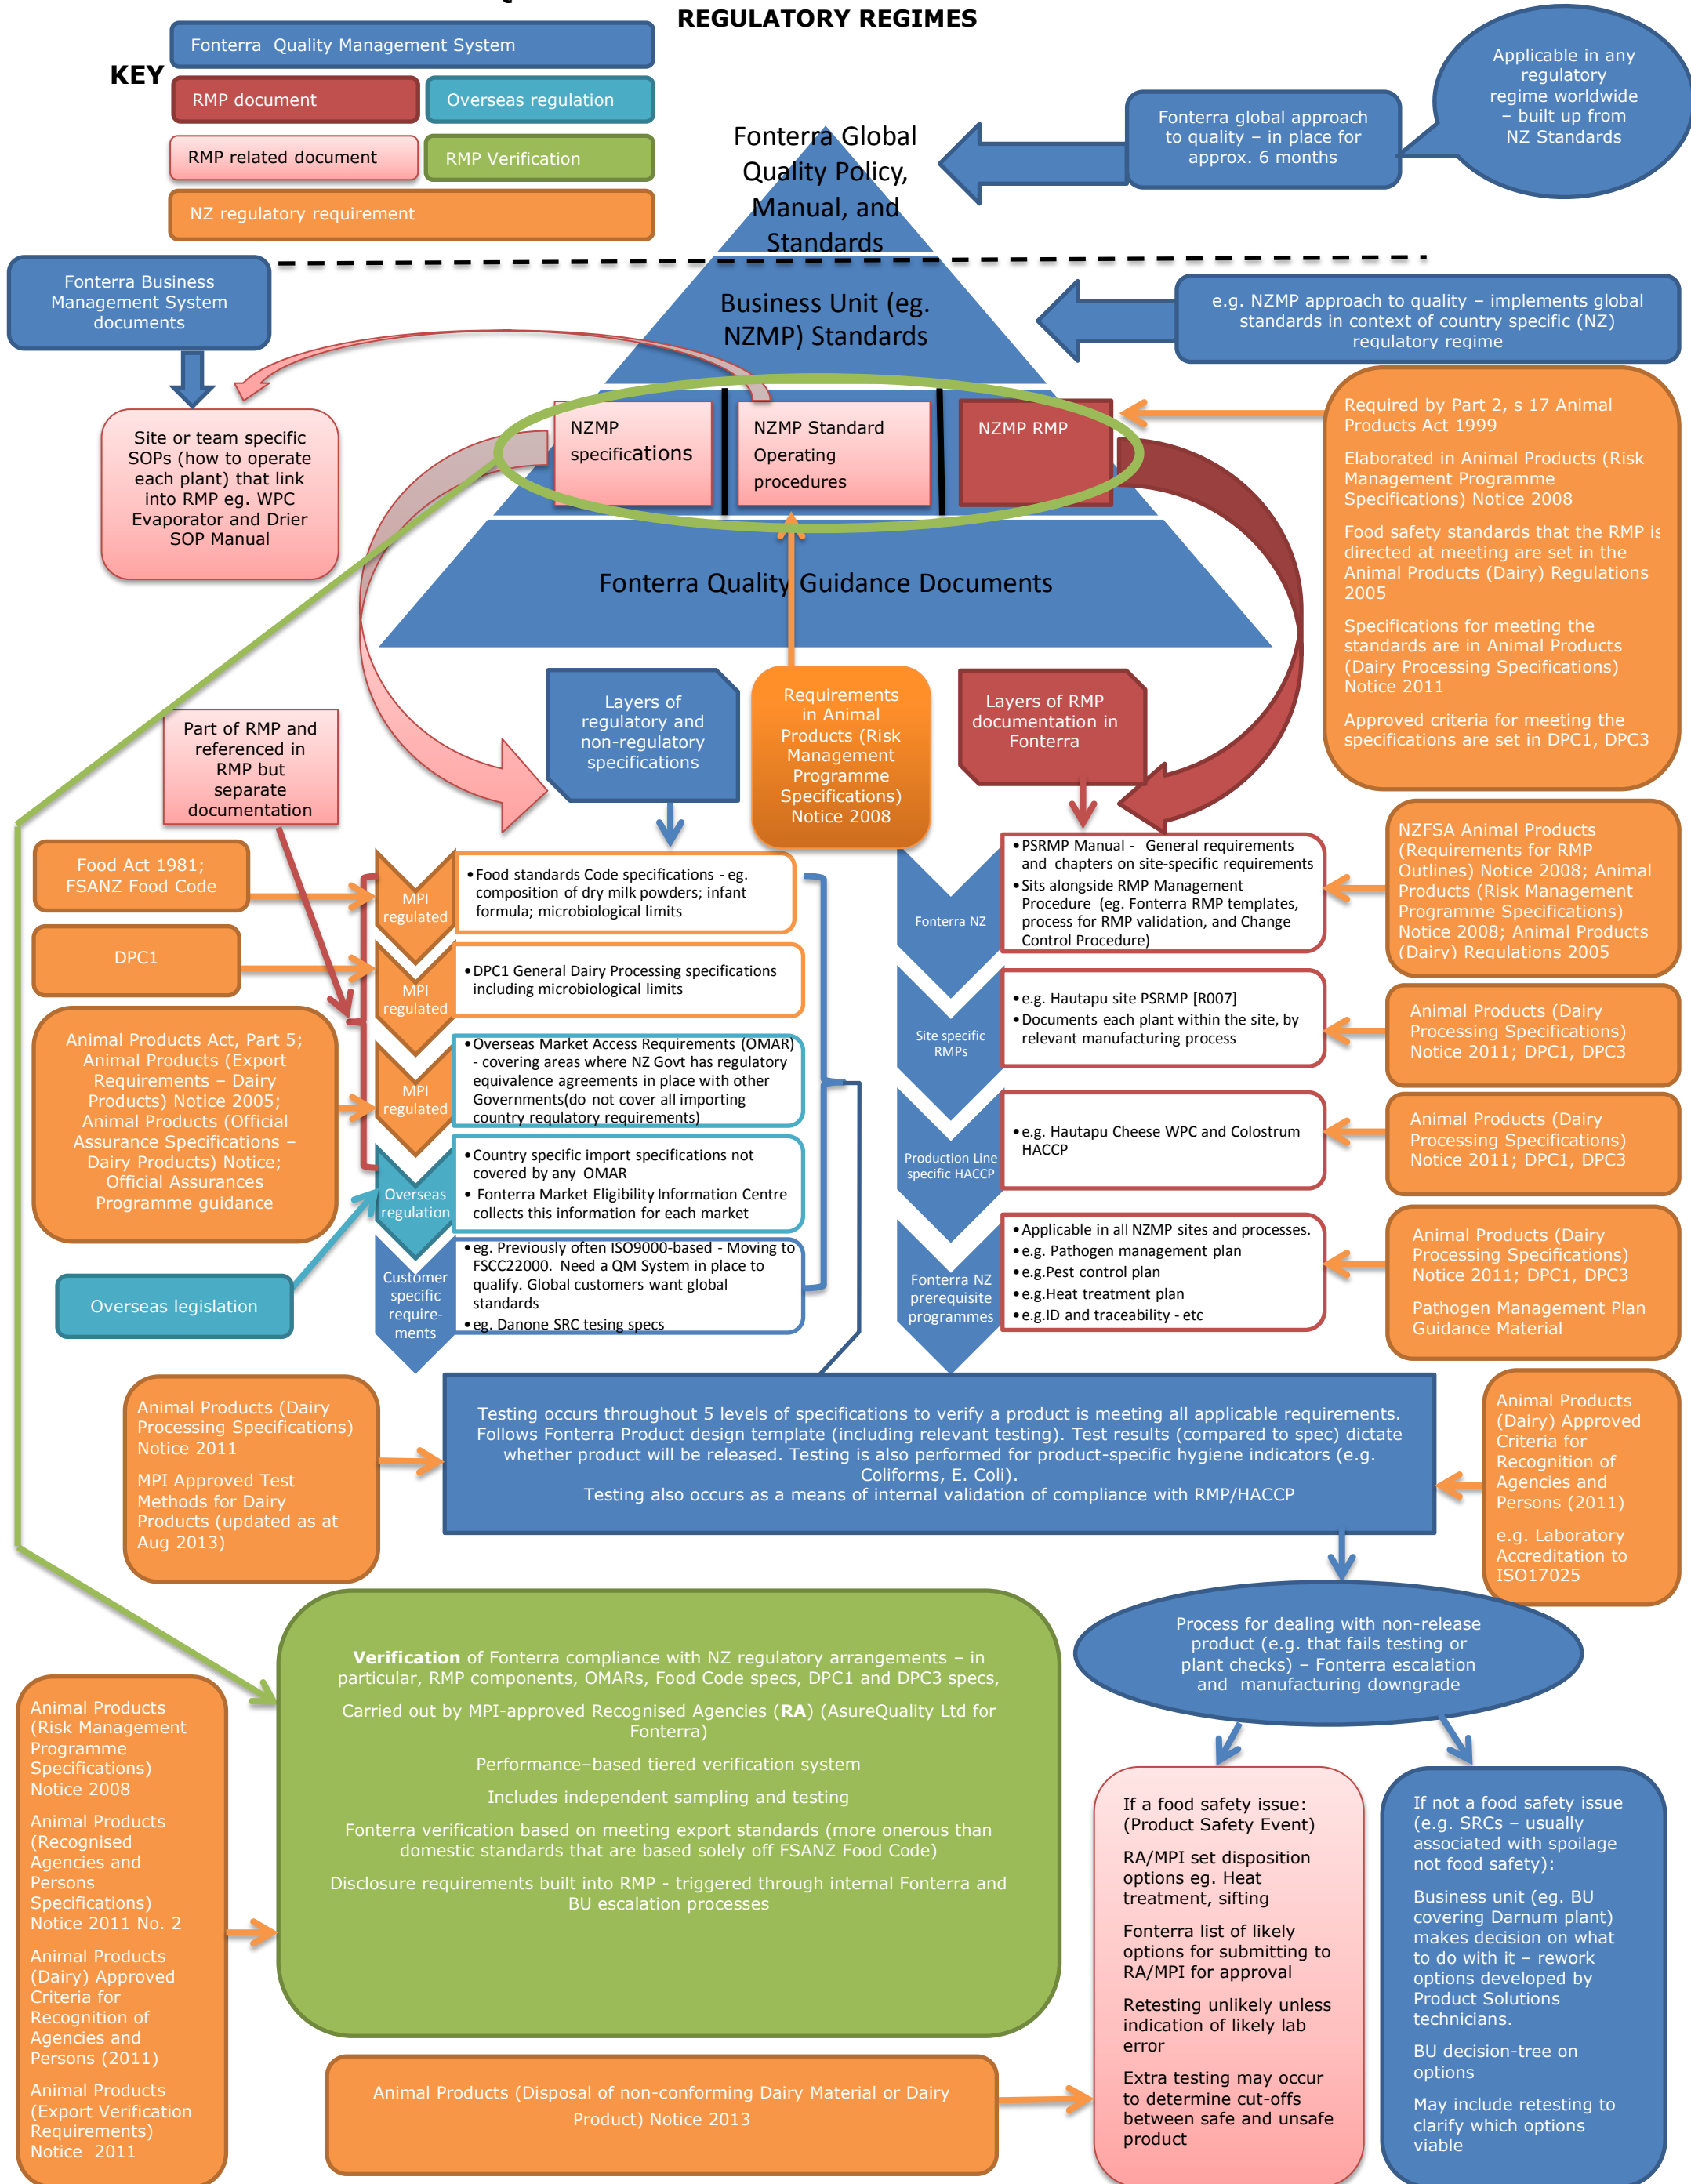 REGULATORY REGIMES
KEY
Fonterra  Quality Management System
RMP document
Overseas regulation
RMP related document
RMP Verification
NZ regulatory requirement
Applicable in any
regulatory
regime worldwide
– built up from
NZ Standards
Fonterra global approach
to quality – in place for
approx. 6 months
Fonterra Global
Quality Policy,
Manual, and
Standards
Fonterra Business
Management System
documents
Business Unit (eg.
NZMP) Standards
e.g. NZMP approach to quality – implements global
standards in context of country specific (NZ)
regulatory regime
Site or team specific
SOPs (how to operate
each plant) that link
into RMP eg. WPC
Evaporator and Drier
SOP Manual
NZMP
specifications
NZMP Standard
Operating
procedures
NZMP RMP
Required by Part 2, s 17 Animal
Products Act 1999
Elaborated in Animal Products (Risk
Management Programme
Specifications) Notice 2008
Food safety standards that the RMP is
directed at meeting are set in the
Animal Products (Dairy) Regulations
2005
Specifications for meeting the
standards are in Animal Products
(Dairy Processing Specifications)
Notice 2011
Approved criteria for meeting the
specifications are set in DPC1, DPC3
Fonterra Quality Guidance Documents
Part of RMP and
referenced in
RMP but
separate
documentation
Layers of
regulatory and
non-regulatory
specifications
Requirements
in Animal
Products (Risk
Management
Programme
Specifications)
Notice 2008
Layers of RMP
documentation in
Fonterra
Food Act 1981;
FSANZ Food Code
MPI
regulated
•Food standards Code specifications - eg.
composition of dry milk powders; infant
formula; microbiological limits
Fonterra NZ
•PSRMP Manual -  General requirements
and  chapters on site-specific requirements
•Sits alongside RMP Management
Procedure  (eg. Fonterra RMP templates,
process for RMP validation, and Change
Control Procedure)
NZFSA Animal Products
(Requirements for RMP
Outlines) Notice 2008; Animal
Products (Risk Management
Programme Specifications)
Notice 2008; Animal Products
(Dairy) Regulations 2005
DPC1
MPI
regulated
•DPC1 General Dairy Processing specifications
including microbiological limits
Site specific
RMPs
•e.g. Hautapu site PSRMP [R007]
•Documents each plant within the site, by
relevant manufacturing process
Animal Products (Dairy
Processing Specifications)
Notice 2011; DPC1, DPC3
Animal Products Act, Part 5;
Animal Products (Export
Requirements – Dairy
Products) Notice 2005;
Animal Products (Official
Assurance Specifications –
Dairy Products) Notice;
Official Assurances
Programme guidance
MPI
regulated
•Overseas Market Access Requirements (OMAR)
- covering areas where NZ Govt has regulatory
equivalence agreements in place with other
Governments(do not cover all importing
country regulatory requirements)
Production Line
specific HACCP
•e.g. Hautapu Cheese WPC and Colostrum
HACCP
Animal Products (Dairy
Processing Specifications)
Notice 2011; DPC1, DPC3
Overseas
regulation
•Country specific import specifications not
covered by any  OMAR
• Fonterra Market Eligibility Information Centre
collects this information for each market
Overseas legislation
Customer
specific
require-
ments
•eg. Previously often ISO9000-based - Moving to
FSCC22000.  Need a QM System in place to
qualify. Global customers want global
standards
•eg. Danone SRC tesing specs
Fonterra NZ
prerequisite
programmes
•Applicable in all NZMP sites and processes.
•e.g. Pathogen management plan
•e.g.Pest control plan
•e.g.Heat treatment plan
•e.g.ID and traceability - etc
Animal Products (Dairy
Processing Specifications)
Notice 2011; DPC1, DPC3
Pathogen Management Plan
Guidance Material
Animal Products (Dairy
Processing Specifications)
Notice 2011
MPI Approved Test
Methods for Dairy
Products (updated as at
Aug 2013)
Testing occurs throughout 5 levels of specifications to verify a product is meeting all applicable requirements.
Follows Fonterra Product design template (including relevant testing). Test results (compared to spec) dictate
whether product will be released. Testing is also performed for product-specific hygiene indicators (e.g.
Coliforms, E. Coli).
Testing also occurs as a means of internal validation of compliance with RMP/HACCP
Animal Products
(Dairy) Approved
Criteria for
Recognition of
Agencies and
Persons (2011)
e.g. Laboratory
Accreditation to
ISO17025
Process for dealing with non-release
product (e.g. that fails testing or
plant checks) – Fonterra escalation
and  manufacturing downgrade
Verification of Fonterra compliance with NZ regulatory arrangements – in
particular, RMP components, OMARs, Food Code specs, DPC1 and DPC3 specs,
Carried out by MPI-approved Recognised Agencies (RA) (AsureQuality Ltd for
Fonterra)
Performance–based tiered verification system
Includes independent sampling and testing
Fonterra verification based on meeting export standards (more onerous than
domestic standards that are based solely off FSANZ Food Code)
Disclosure requirements built into RMP - triggered through internal Fonterra and
BU escalation processes
Animal Products
(Risk Management
Programme
Specifications)
Notice 2008
Animal Products
(Recognised
Agencies and
Persons
Specifications)
Notice 2011 No. 2
Animal Products
(Dairy) Approved
Criteria for
Recognition of
Agencies and
Persons (2011)
Animal Products
(Export Verification
Requirements)
Notice  2011
If a food safety issue:
(Product Safety Event)
RA/MPI set disposition
options eg. Heat
treatment, sifting
Fonterra list of likely
options for submitting to
RA/MPI for approval
Retesting unlikely unless
indication of likely lab
error
Extra testing may occur
to determine cut-offs
between safe and unsafe
product
If not a food safety issue
(e.g. SRCs – usually
associated with spoilage
not food safety):
Business unit (eg. BU
covering Darnum plant)
makes decision on what
to do with it – rework
options developed by
Product Solutions
technicians.
BU decision-tree on
options
May include retesting to
clarify which options
viable
Animal Products (Disposal of non-conforming Dairy Material or Dairy
Product) Notice 2013